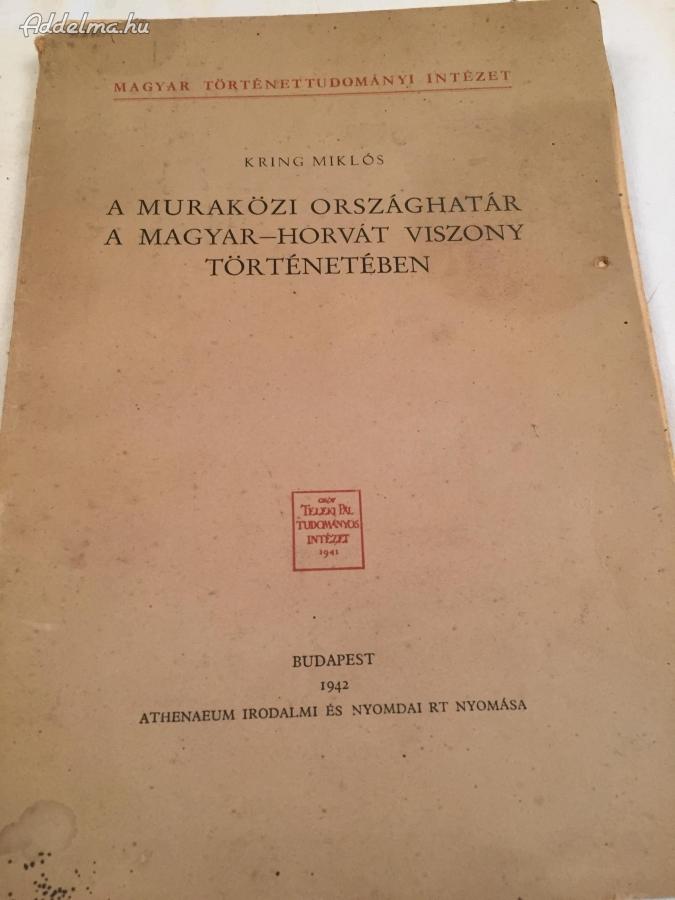 Addelma.hu
MAGYAR TÖRTÉNETTUDOMÁNYI INTÉZET
KRING MIKLÓS
A MURAKÖZI ORSZÁGHATÁR
A MAGYAR–HORVÁT VISZONY
TÖRTÉNETÉBEN
GRÓF
TELEKI PÁL
TUDOMÁNYOS
INTÉZET
1941
BUDAPEST
1942
ATHENAEUM IRODALMI ÉS NYOMDAI RT NYOMÁSA